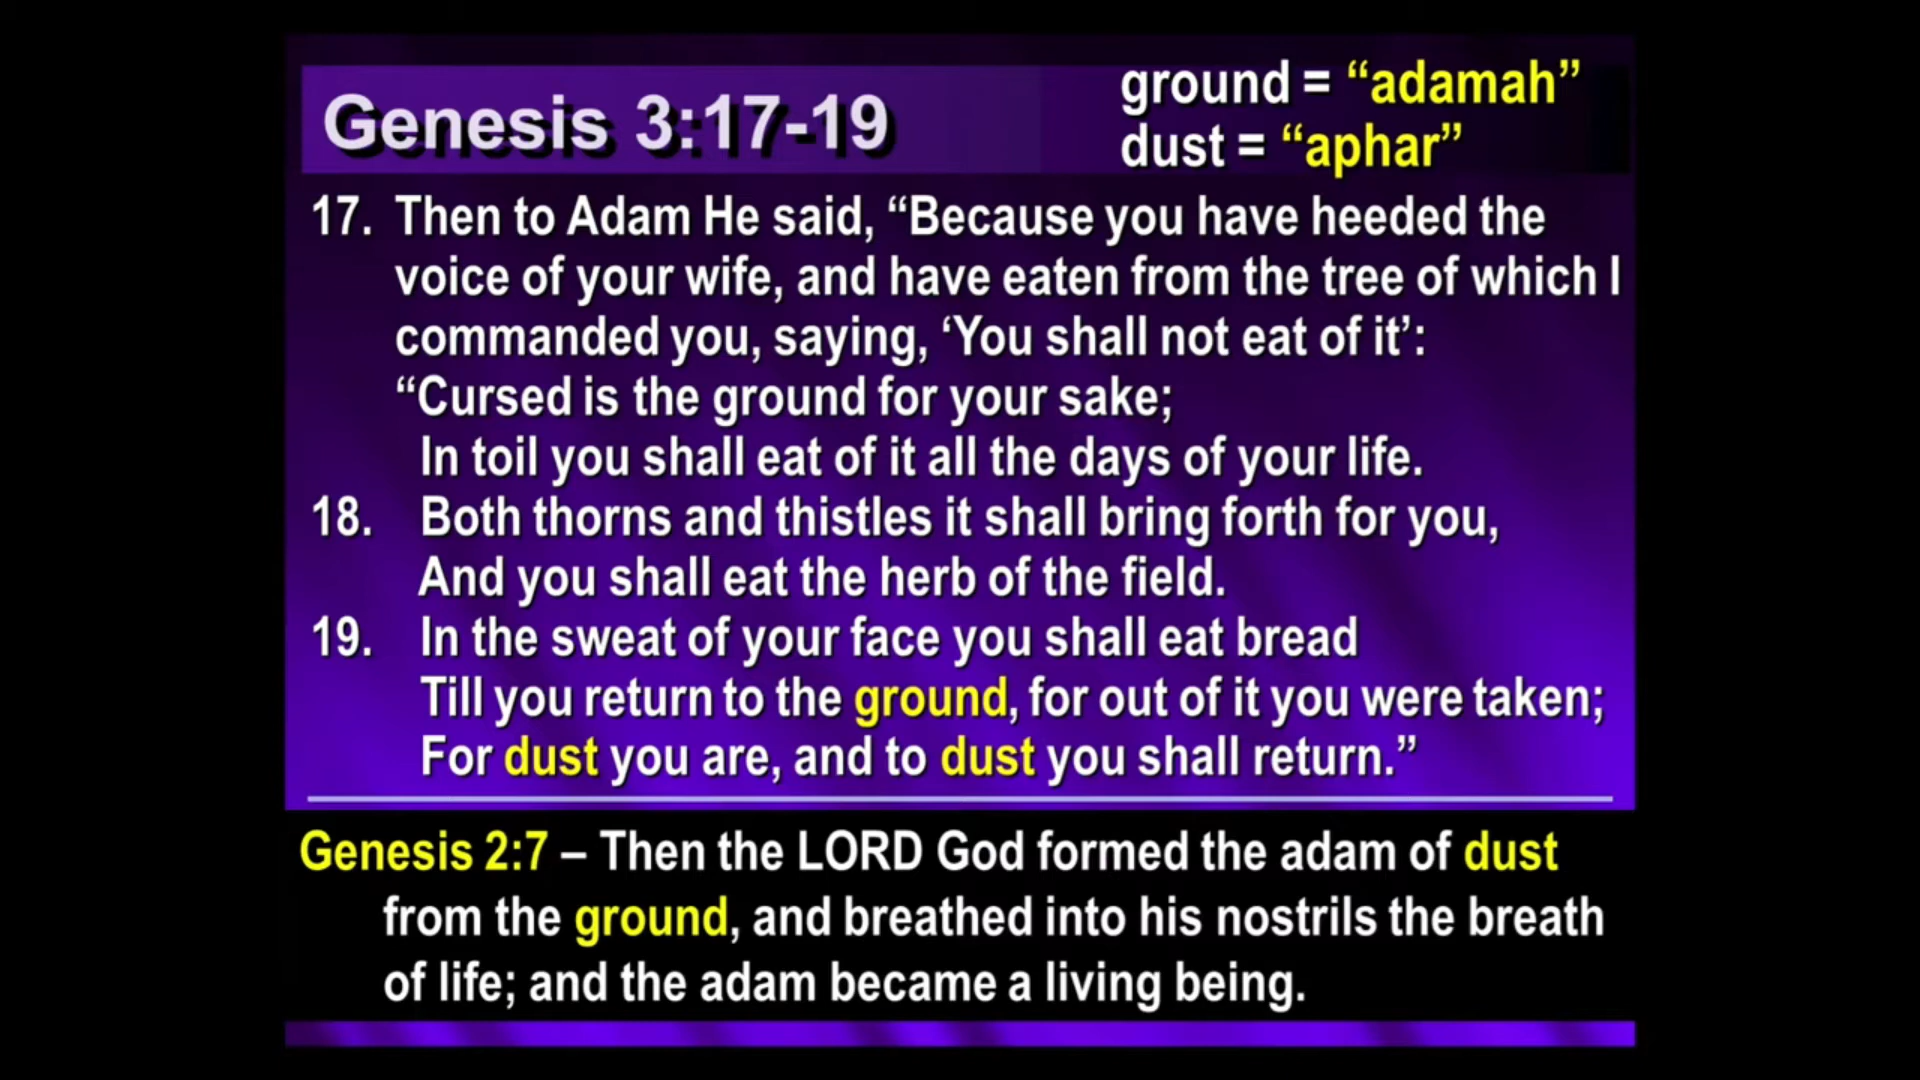 Genesis 3:17-19
ground = “adamah”
dust = “aphar”
17. Then to Adam He said, “Because you have heeded the
voice of your wife, and have eaten from the tree of which I
commanded you, saying, ‘You shall not eat of it’:
“Cursed is the ground for your sake;
In toil you shall eat of it all the days of your life.
18. Both thorns and thistles it shall bring forth for you,
And you shall eat the herb of the field.
19. In the sweat of your face you shall eat bread
Till you return to the ground, for out of it you were taken;
For dust you are, and to dust you shall return.”
Genesis 2:7 – Then the LORD God formed the adam of dust
from the ground, and breathed into his nostrils the breath
of life; and the adam became a living being.